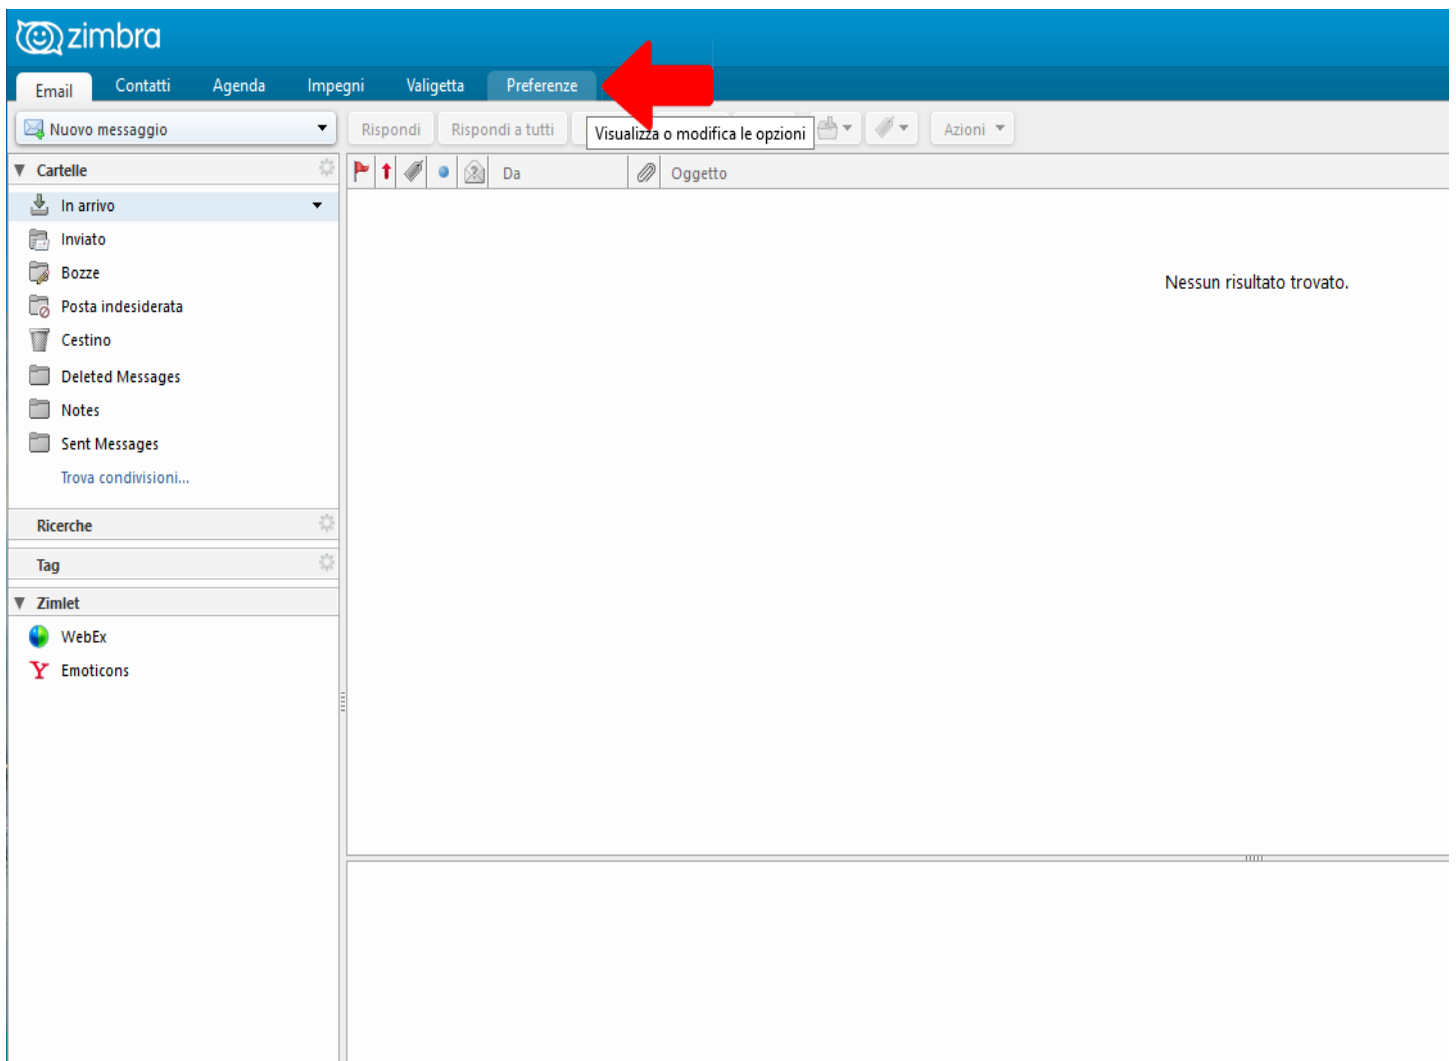 zimbra
Email Contatti Agenda Impegni Valigetta Preferenze
Nuovo messaggio Rispondi Rispondi a tutti Visualizza o modifica le opzioni Azioni
Cartelle Da Oggetto
In arrivo
Inviato
Bozze
Nessun risultato trovato.
Posta indesiderata
Cestino
Deleted Messages
Notes
Sent Messages
Trova condivisioni...
Ricerche
Tag
Zimlet
WebEx
Emoticons